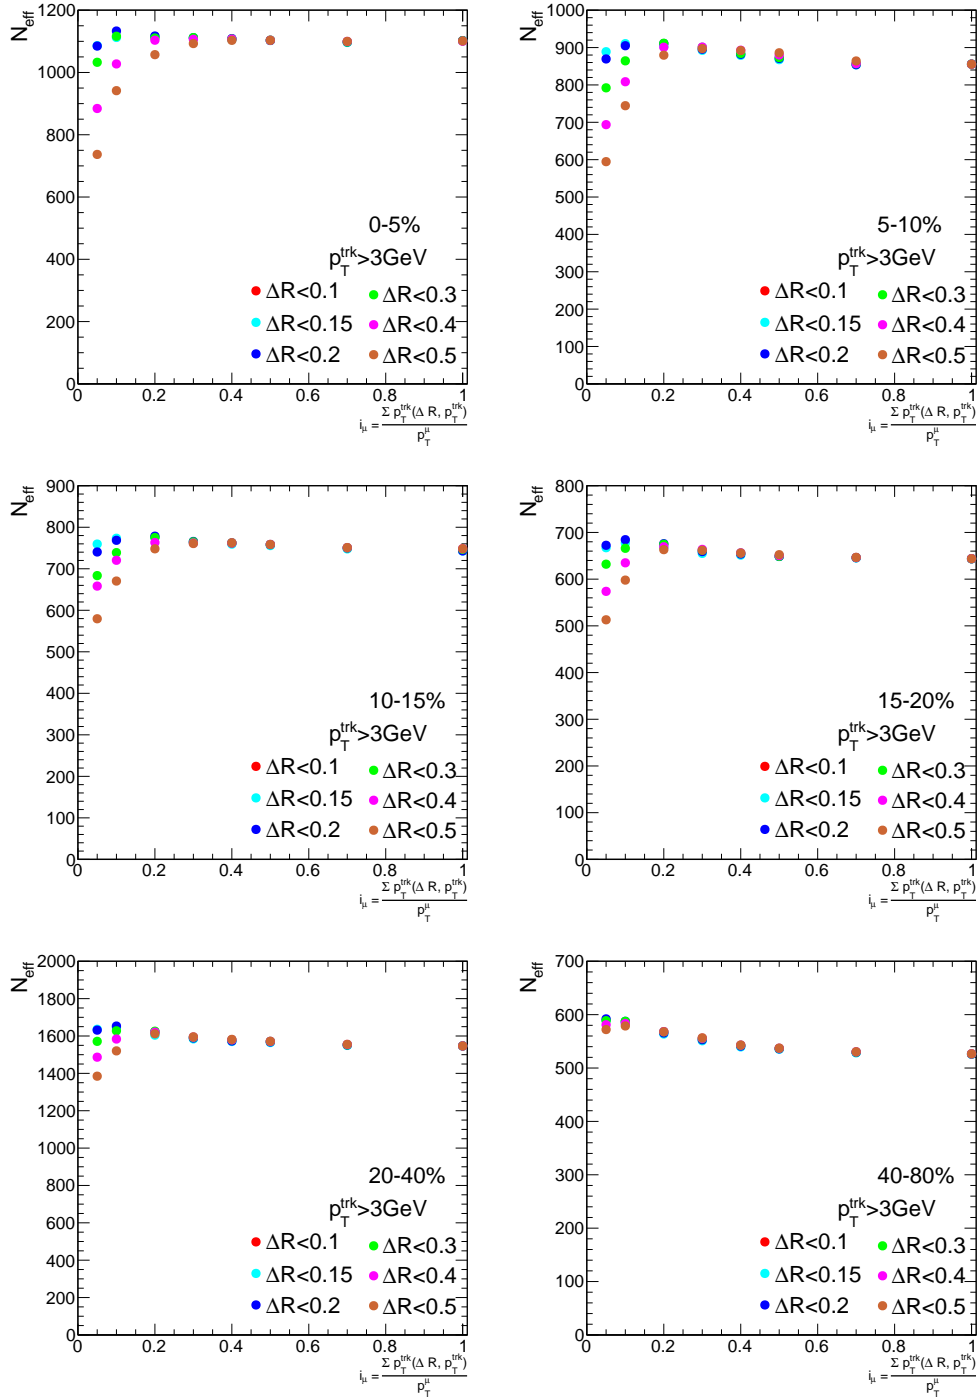 N_eff
1200
1000
800
600
400
200
0
0-5%
p_T^trk>3GeV
ΔR<0.1
ΔR<0.3
ΔR<0.15
ΔR<0.4
ΔR<0.2
ΔR<0.5
0 0.2 0.4 0.6 0.8 1
i_μ = Σ p_T^trk(Δ R, p_T^trk) / p_T^μ
N_eff
1000
900
800
700
600
500
400
300
200
100
0
5-10%
p_T^trk>3GeV
ΔR<0.1
ΔR<0.3
ΔR<0.15
ΔR<0.4
ΔR<0.2
ΔR<0.5
0 0.2 0.4 0.6 0.8 1
i_μ = Σ p_T^trk(Δ R, p_T^trk) / p_T^μ
N_eff
900
800
700
600
500
400
300
200
100
0
10-15%
p_T^trk>3GeV
ΔR<0.1
ΔR<0.3
ΔR<0.15
ΔR<0.4
ΔR<0.2
ΔR<0.5
0 0.2 0.4 0.6 0.8 1
i_μ = Σ p_T^trk(Δ R, p_T^trk) / p_T^μ
N_eff
800
700
600
500
400
300
200
100
0
15-20%
p_T^trk>3GeV
ΔR<0.1
ΔR<0.3
ΔR<0.15
ΔR<0.4
ΔR<0.2
ΔR<0.5
0 0.2 0.4 0.6 0.8 1
i_μ = Σ p_T^trk(Δ R, p_T^trk) / p_T^μ
N_eff
2000
1800
1600
1400
1200
1000
800
600
400
200
0
20-40%
p_T^trk>3GeV
ΔR<0.1
ΔR<0.3
ΔR<0.15
ΔR<0.4
ΔR<0.2
ΔR<0.5
0 0.2 0.4 0.6 0.8 1
i_μ = Σ p_T^trk(Δ R, p_T^trk) / p_T^μ
N_eff
700
600
500
400
300
200
100
0
40-80%
p_T^trk>3GeV
ΔR<0.1
ΔR<0.3
ΔR<0.15
ΔR<0.4
ΔR<0.2
ΔR<0.5
0 0.2 0.4 0.6 0.8 1
i_μ = Σ p_T^trk(Δ R, p_T^trk) / p_T^μ